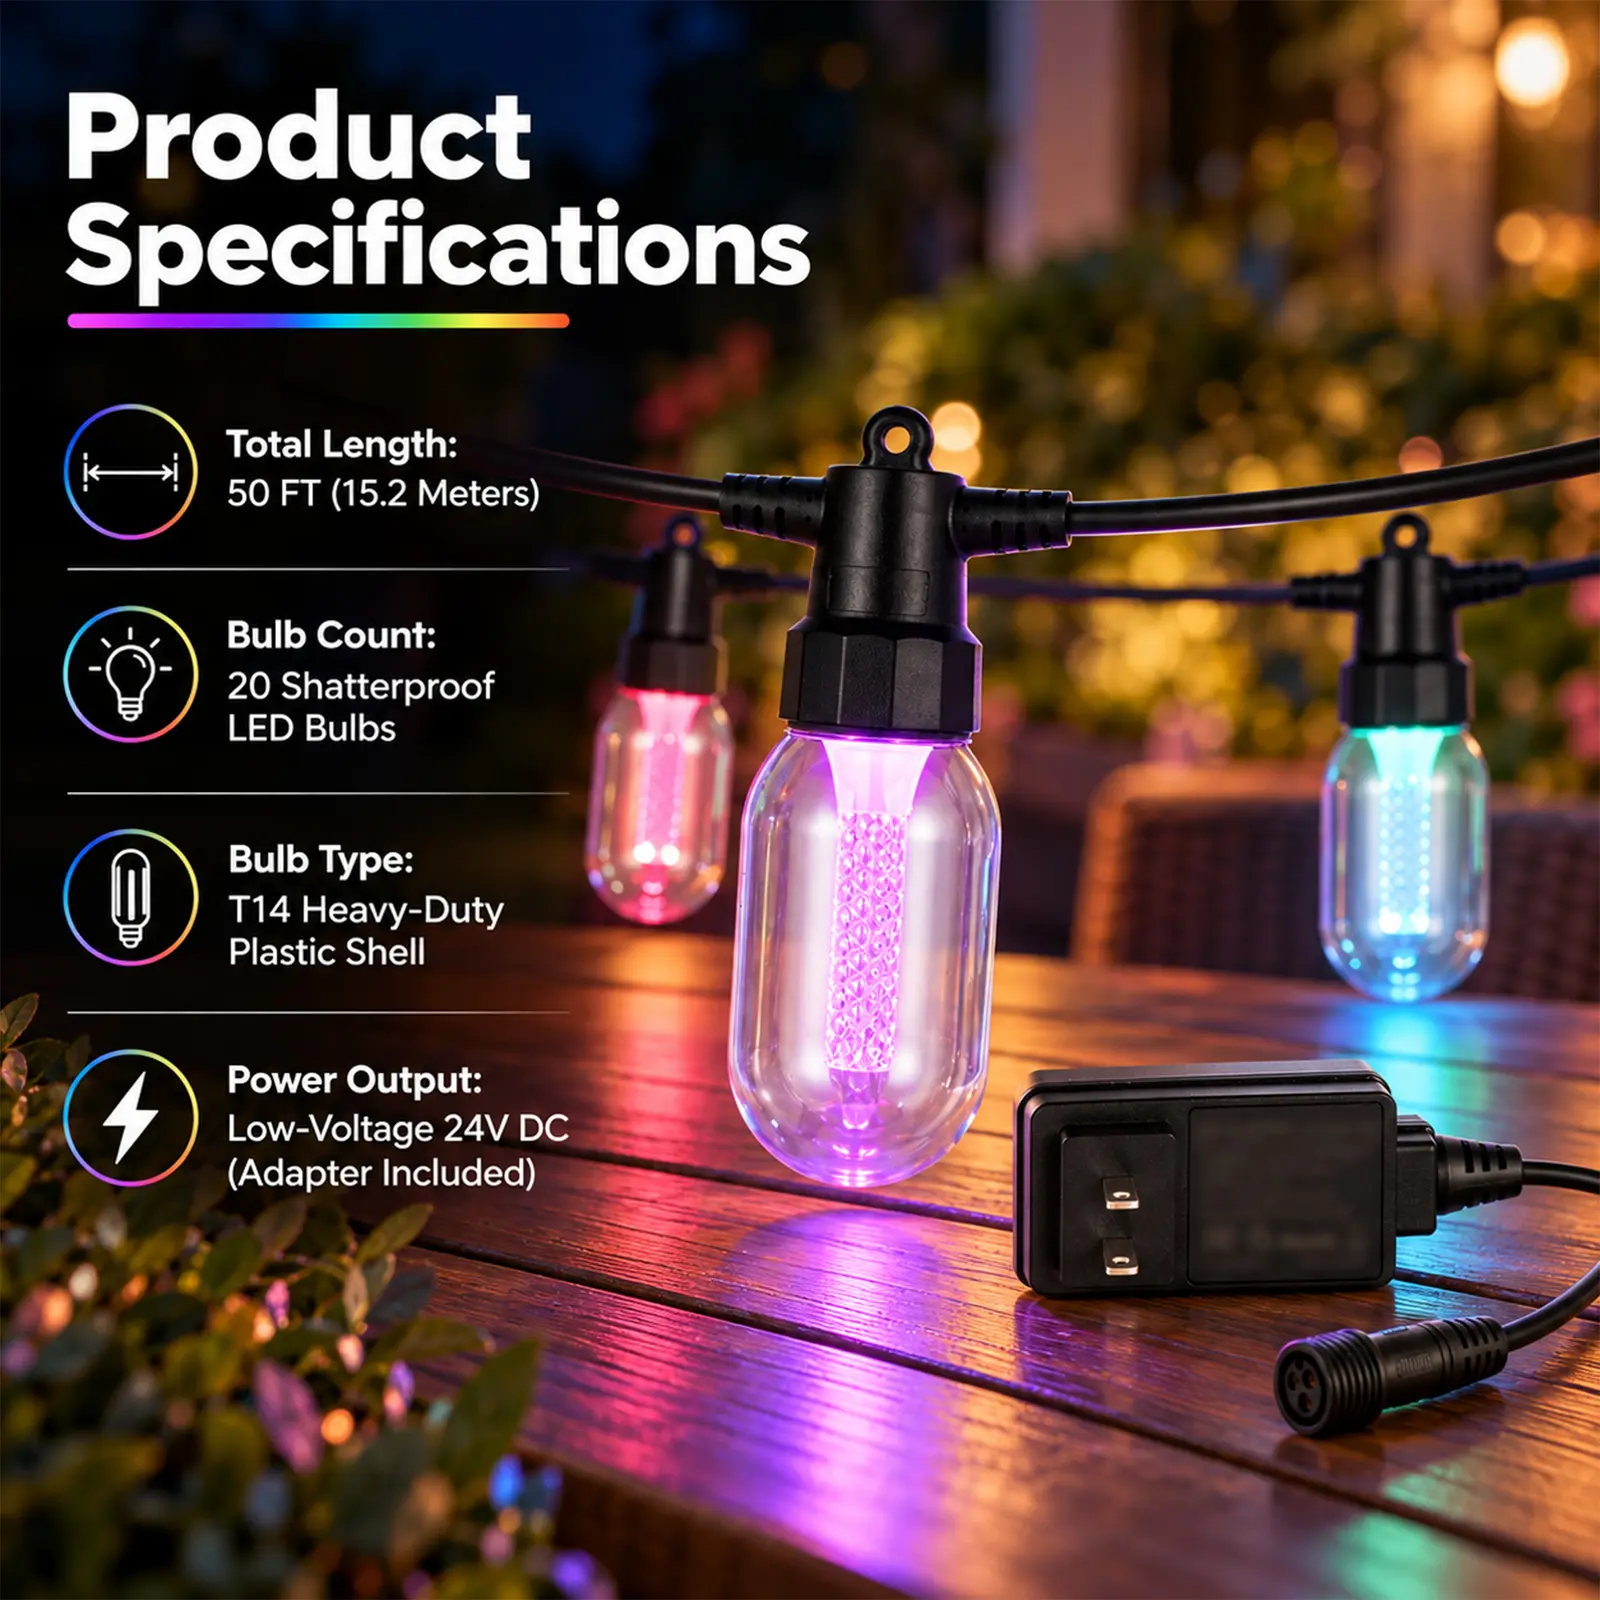 Product
Specifications
Total Length:
50 FT (15.2 Meters)
Bulb Count:
20 Shatterproof
LED Bulbs
Bulb Type:
T14 Heavy-Duty
Plastic Shell
Power Output:
Low-Voltage 24V DC
(Adapter Included)